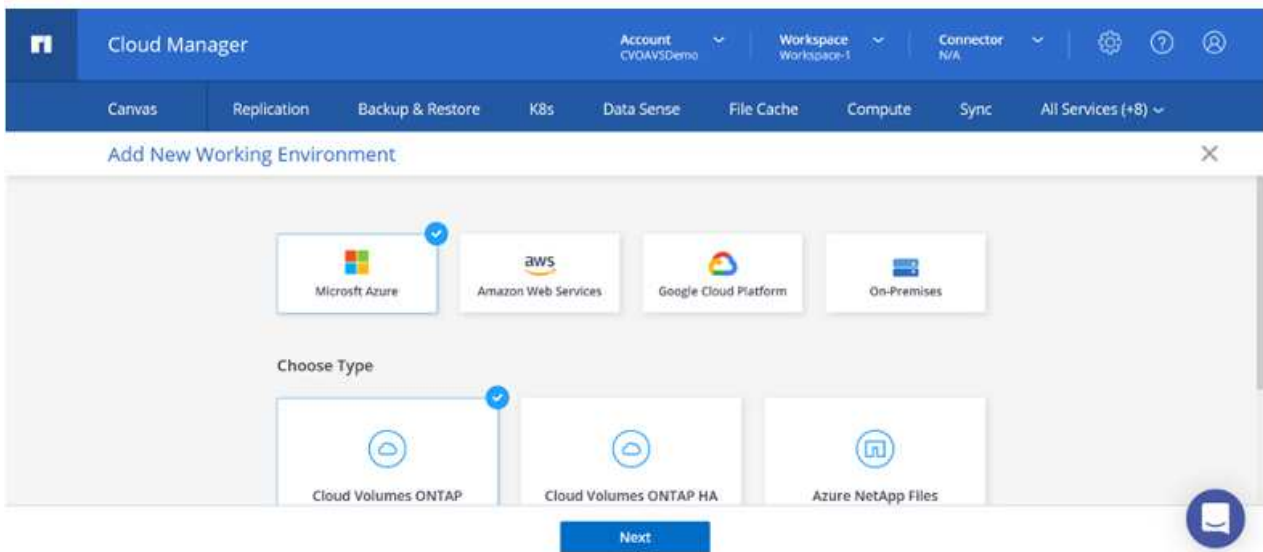 Cloud Manager
Account
CVOAVSDemo
Workspace
Workspace-1
Connector
N/A
Canvas Replication Backup & Restore K8s Data Sense File Cache Compute Sync All Services (+8)
Add New Working Environment
Microsft Azure
aws
Amazon Web Services
Google Cloud Platform
On-Premises
Choose Type
Cloud Volumes ONTAP
Cloud Volumes ONTAP HA
Azure NetApp Files
Next